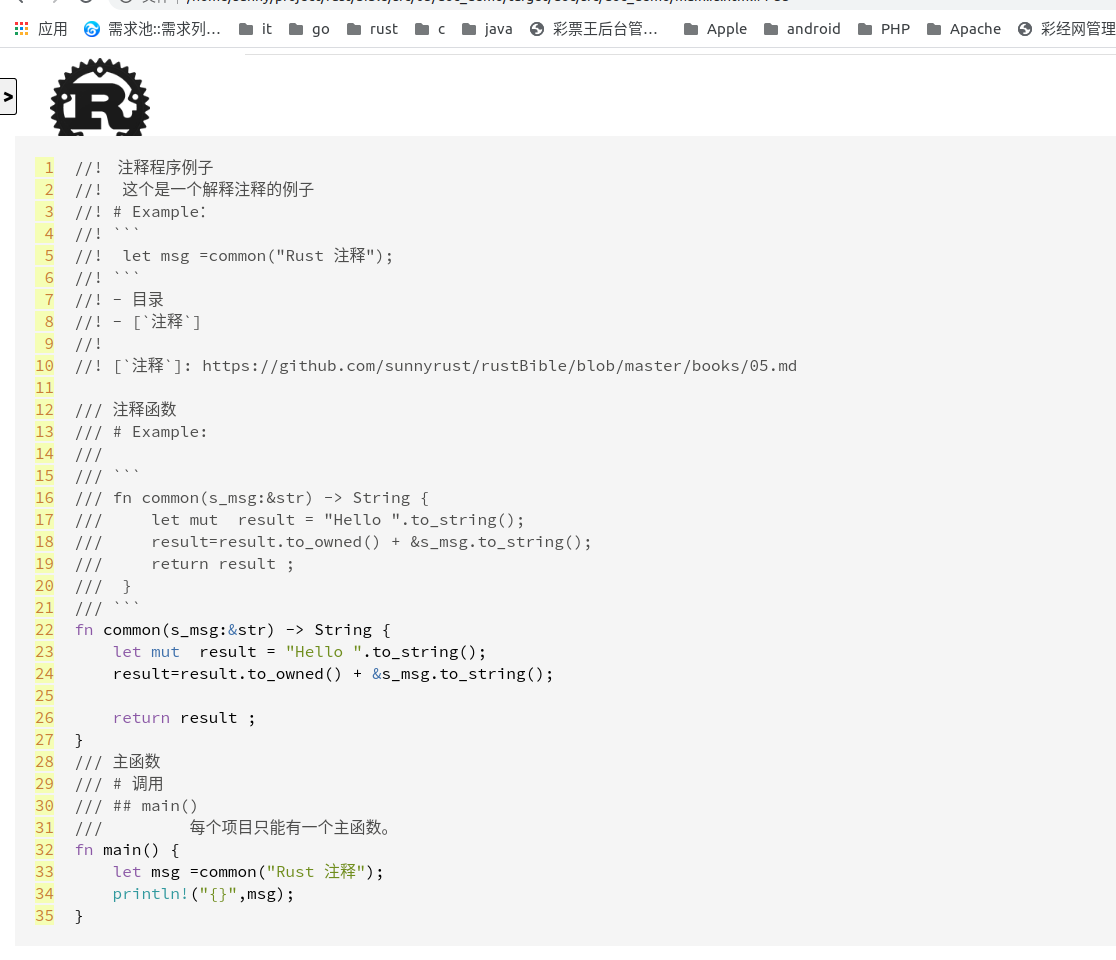 应用 需求池::需求列... it go rust c java 彩票王后台管... Apple android PHP Apache 彩经网管理
>
R
1 //! 注释程序例子
2 //!  这个是一个解释注释的例子
3 //! # Example：
4 //! ```
5 //!  let msg =common("Rust 注释");
6 //! ```
7 //! - 目录
8 //! - [`注释`]
9 //!
10 //! [`注释`]: https://github.com/sunnyrust/rustBible/blob/master/books/05.md
11
12 /// 注释函数
13 /// # Example:
14 ///
15 /// ```
16 /// fn common(s_msg:&str) -> String {
17 ///     let mut  result = "Hello ".to_string();
18 ///     result=result.to_owned() + &s_msg.to_string();
19 ///     return result ;
20 ///  }
21 /// ```
22 fn common(s_msg:&str) -> String {
23     let mut  result = "Hello ".to_string();
24     result=result.to_owned() + &s_msg.to_string();
25
26     return result ;
27 }
28 /// 主函数
29 /// # 调用
30 /// ## main()
31 ///         每个项目只能有一个主函数。
32 fn main() {
33     let msg =common("Rust 注释");
34     println!("{}",msg);
35 }